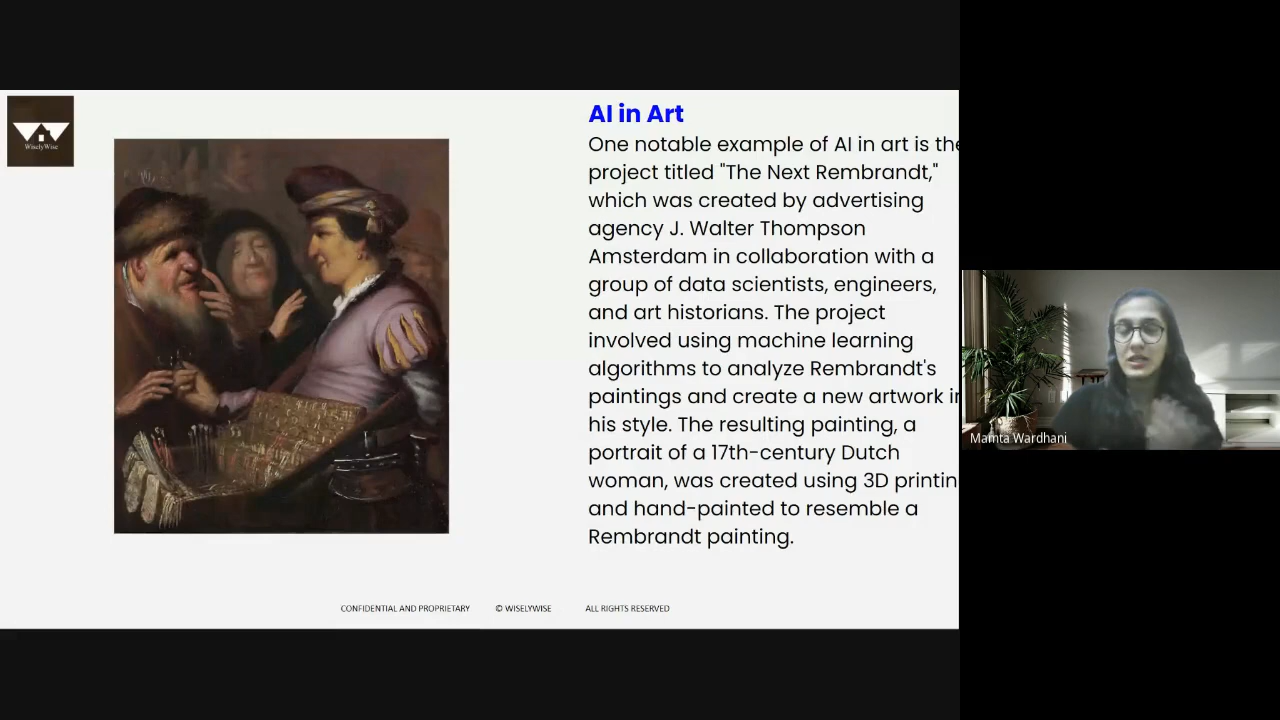 WiselyWise
AI in Art
One notable example of AI in art is the
project titled "The Next Rembrandt,"
which was created by advertising
agency J. Walter Thompson
Amsterdam in collaboration with a
group of data scientists, engineers,
and art historians. The project
involved using machine learning
algorithms to analyze Rembrandt's
paintings and create a new artwork in
his style. The resulting painting, a
portrait of a 17th-century Dutch
woman, was created using 3D printin
and hand-painted to resemble a
Rembrandt painting.
Mamta Wardhani
CONFIDENTIAL AND PROPRIETARY © WISELYWISE ALL RIGHTS RESERVED